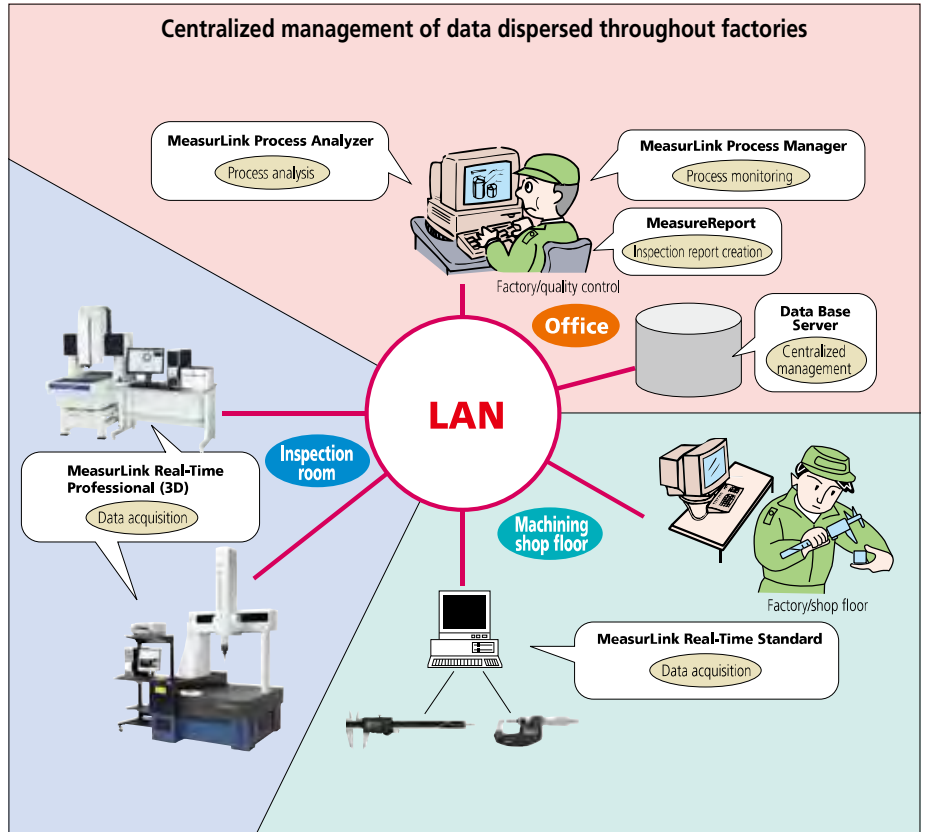 Centralized management of data dispersed throughout factories
MeasurLink Process Analyzer
Process analysis
MeasurLink Process Manager
Process monitoring
MeasureReport
Inspection report creation
Factory/quality control
Office
Data Base
Server
Centralized
management
LAN
Inspection
room
MeasurLink Real-Time
Professional (3D)
Data acquisition
Machining
shop floor
Factory/shop floor
MeasurLink Real-Time Standard
Data acquisition